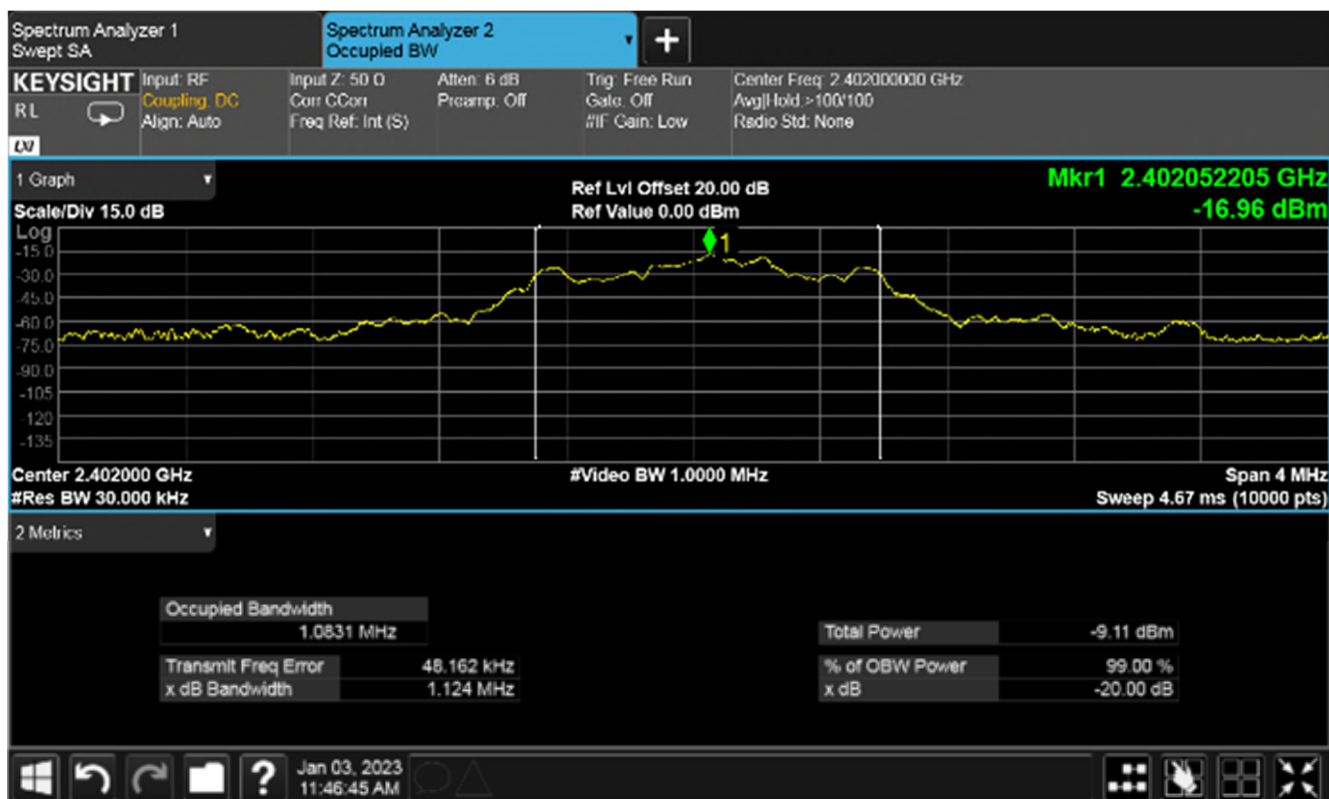 Spectrum Analyzer 1
Swept SA
Spectrum Analyzer 2
Occupied BW
KEYSIGHT
RL
LXI
Input: RF
Coupling: DC
Align: Auto
Input Z: 50 Ω
Corr CCorr
Freq Ref: Int (S)
Atten: 6 dB
Preamp: Off
Trig: Free Run
Gate: Off
#IF Gain: Low
Center Freq: 2.402000000 GHz
Avg|Hold:>100/100
Radio Std: None
1 Graph
Scale/Div 15.0 dB
Ref Lvl Offset 20.00 dB
Ref Value 0.00 dBm
Mkr1 2.402052205 GHz
-16.96 dBm
Log
-15.0
-30.0
-45.0
-60.0
-75.0
-90.0
-105
-120
-135
1
Center 2.402000 GHz
#Res BW 30.000 kHz
#Video BW 1.0000 MHz
Span 4 MHz
Sweep 4.67 ms (10000 pts)
2 Metrics
Occupied Bandwidth
1.0831 MHz
Transmit Freq Error 48.162 kHz
x dB Bandwidth 1.124 MHz
Total Power -9.11 dBm
% of OBW Power 99.00 %
x dB -20.00 dB
?
Jan 03, 2023
11:46:45 AM